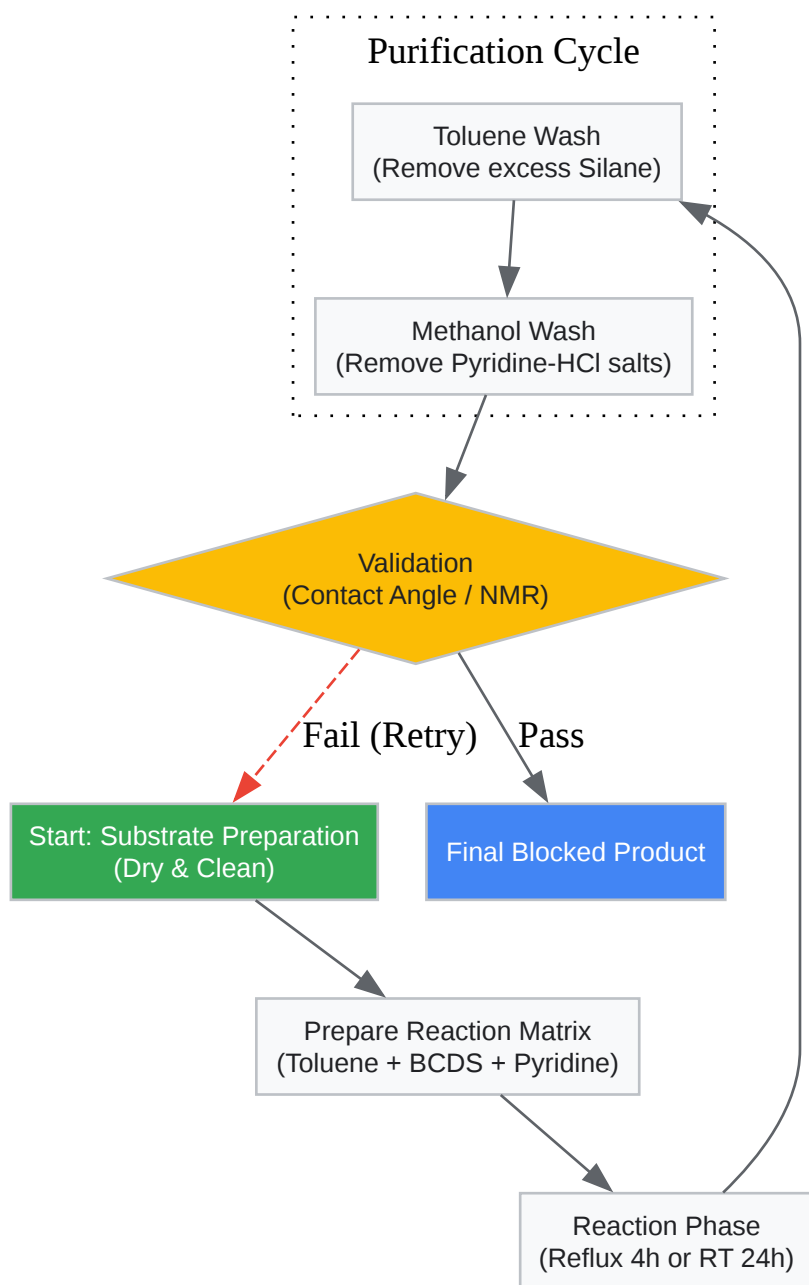 Purification Cycle
Toluene Wash
(Remove excess Silane)
Methanol Wash
(Remove Pyridine-HCl salts)
Validation
(Contact Angle / NMR)
Fail (Retry)
Pass
Start: Substrate Preparation
(Dry & Clean)
Final Blocked Product
Prepare Reaction Matrix
(Toluene + BCDS + Pyridine)
Reaction Phase
(Reflux 4h or RT 24h)